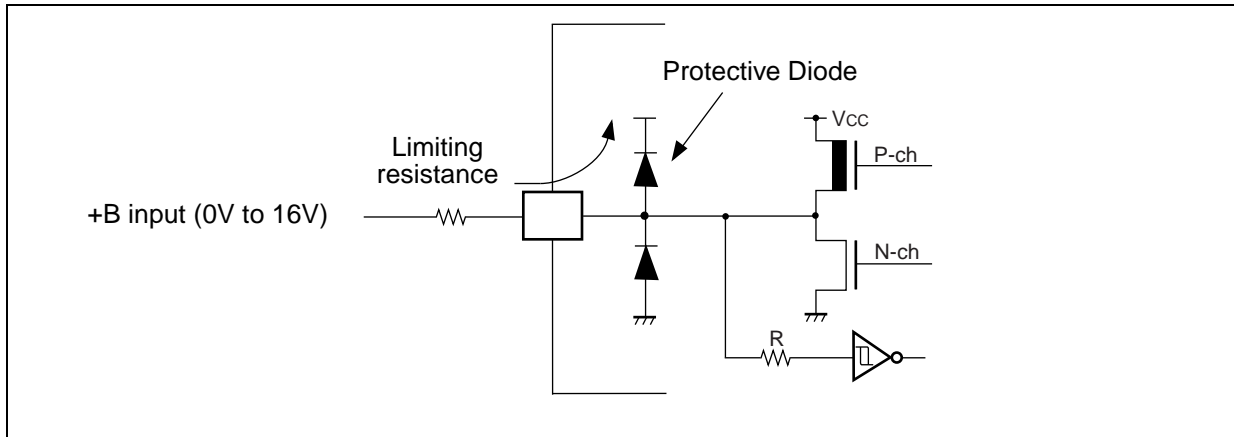 Protective Diode
VCC
Limiting
resistance
P-ch
+B input (0V to 16V)
N-ch
R